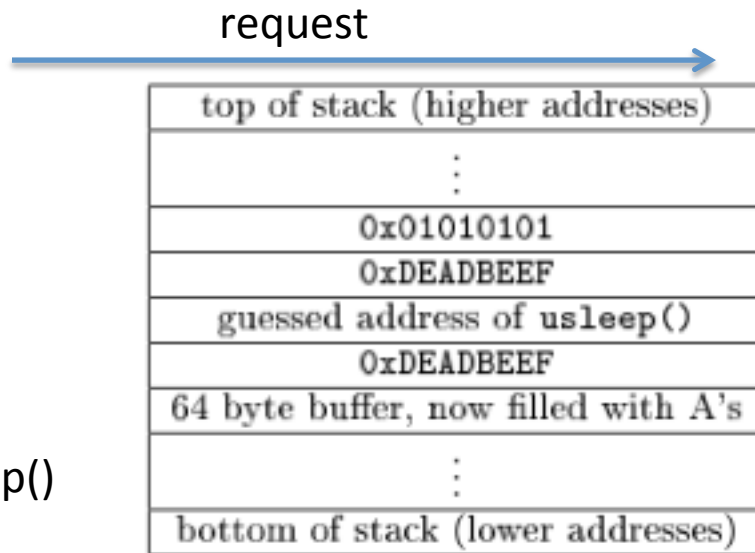 request
top of stack (higher addresses)
⋮
0x01010101
0xDEADBEEF
guessed address of usleep()
0xDEADBEEF
64 byte buffer, now filled with A's
p()
⋮
bottom of stack (lower addresses)